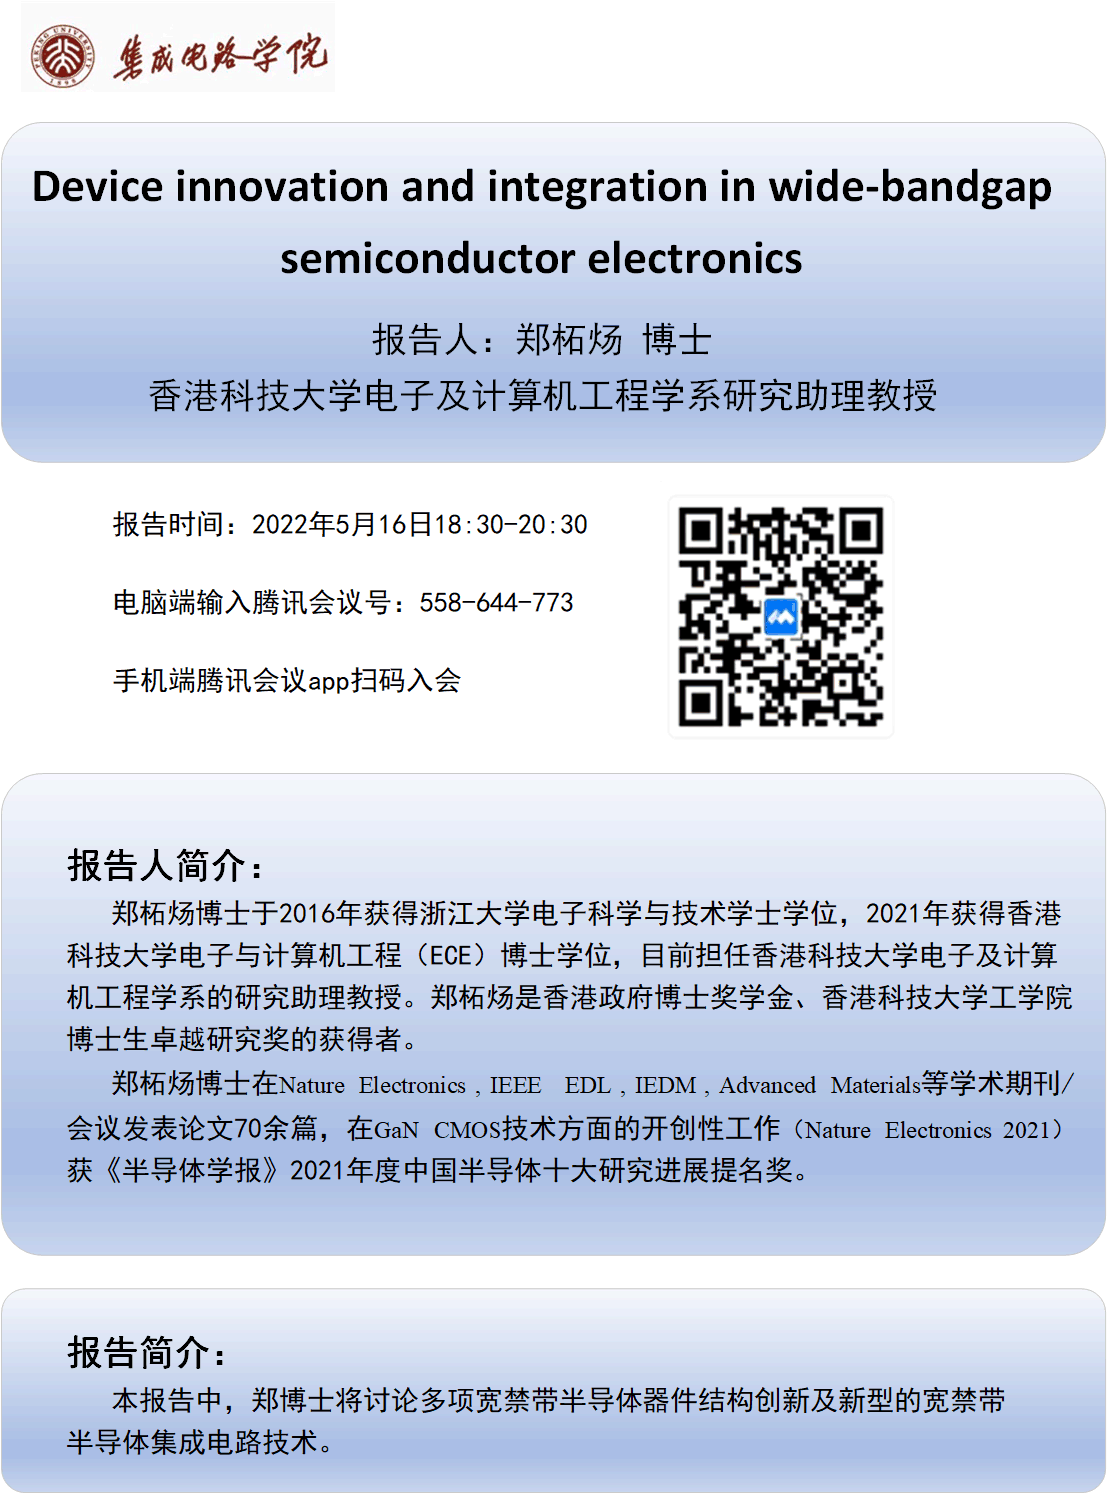 PEKING UNIVERSITY
1898
集成电路学院
Device innovation and integration in wide-bandgap
semiconductor electronics
报告人：郑柘炀 博士
香港科技大学电子及计算机工程学系研究助理教授
报告时间：2022年5月16日18:30-20:30
电脑端输入腾讯会议号：558-644-773
手机端腾讯会议app扫码入会
报告人简介：
郑柘炀博士于2016年获得浙江大学电子科学与技术学士学位，2021年获得香港
科技大学电子与计算机工程（ECE）博士学位，目前担任香港科技大学电子及计算
机工程学系的研究助理教授。郑柘炀是香港政府博士奖学金、香港科技大学工学院
博士生卓越研究奖的获得者。
郑柘炀博士在Nature Electronics , IEEE EDL , IEDM , Advanced Materials等学术期刊/
会议发表论文70余篇，在GaN CMOS技术方面的开创性工作（Nature Electronics 2021）
获《半导体学报》2021年度中国半导体十大研究进展提名奖。
报告简介：
本报告中，郑博士将讨论多项宽禁带半导体器件结构创新及新型的宽禁带
半导体集成电路技术。